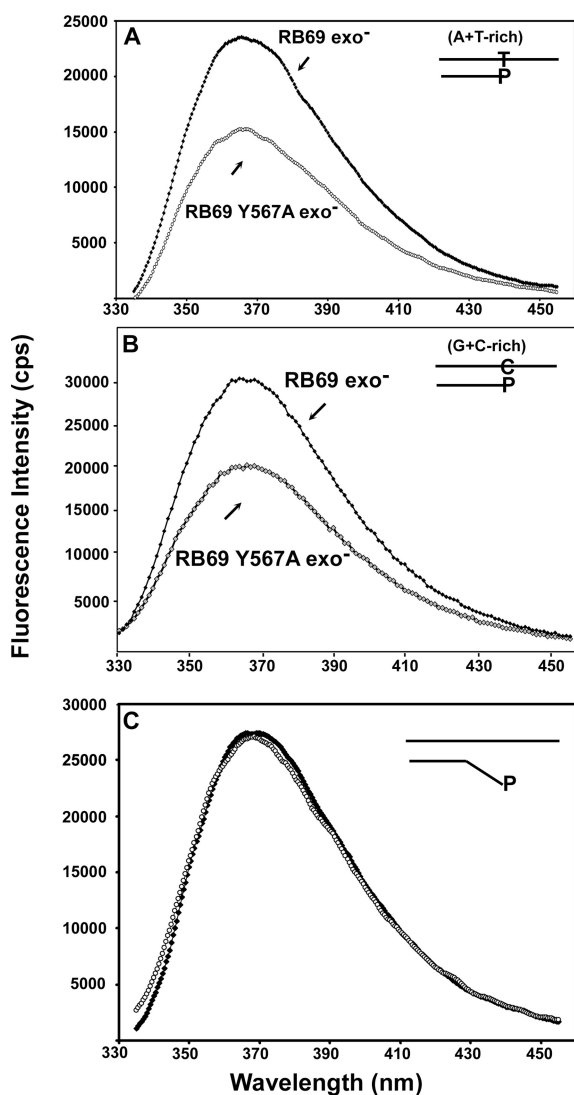 Fluorescence Intensity (cps)
A
RB69 exo-
(A+T-rich)
T
P
RB69 Y567A exo-
25000
20000
15000
10000
5000
330 350 370 390 410 430 450
B
RB69 exo-
(G+C-rich)
C
P
RB69 Y567A exo-
30000
25000
20000
15000
10000
5000
330 350 370 390 410 430 450
C
P
30000
25000
20000
15000
10000
5000
330 350 370 390 410 430 450
Wavelength (nm)